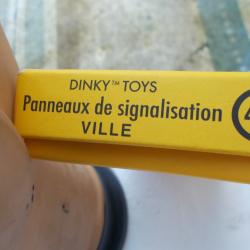 DINKY™ TOYS
Panneaux de signalisation
VILLE